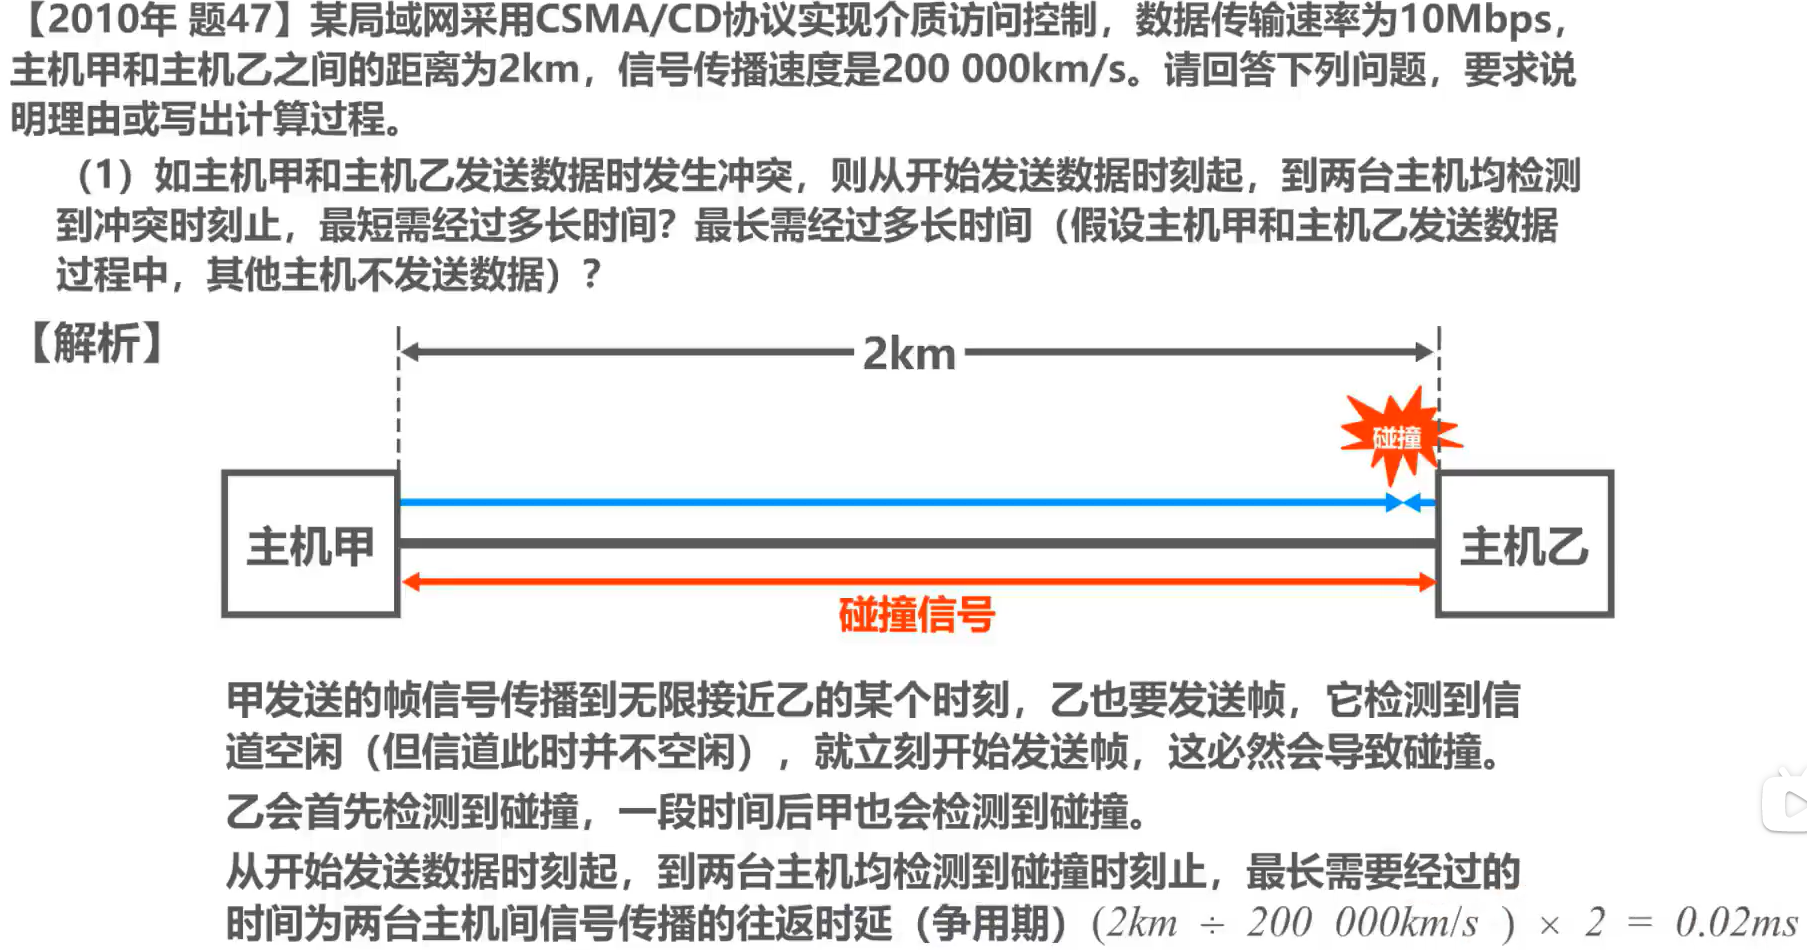 【2010年 题47】某局域网采用CSMA/CD协议实现介质访问控制，数据传输速率为10Mbps，
主机甲和主机乙之间的距离为2km，信号传播速度是200 000km/s。请回答下列问题，要求说
明理由或写出计算过程。
（1）如主机甲和主机乙发送数据时发生冲突，则从开始发送数据时刻起，到两台主机均检测
到冲突时刻止，最短需经过多长时间？最长需经过多长时间（假设主机甲和主机乙发送数据
过程中，其他主机不发送数据）？
【解析】
2km
碰撞
主机甲
主机乙
碰撞信号
甲发送的帧信号传播到无限接近乙的某个时刻，乙也要发送帧，它检测到信
道空闲（但信道此时并不空闲），就立刻开始发送帧，这必然会导致碰撞。
乙会首先检测到碰撞，一段时间后甲也会检测到碰撞。
从开始发送数据时刻起，到两台主机均检测到碰撞时刻止，最长需要经过的
时间为两台主机间信号传播的往返时延（争用期）(2km ÷ 200 000km/s ) × 2 = 0.02ms